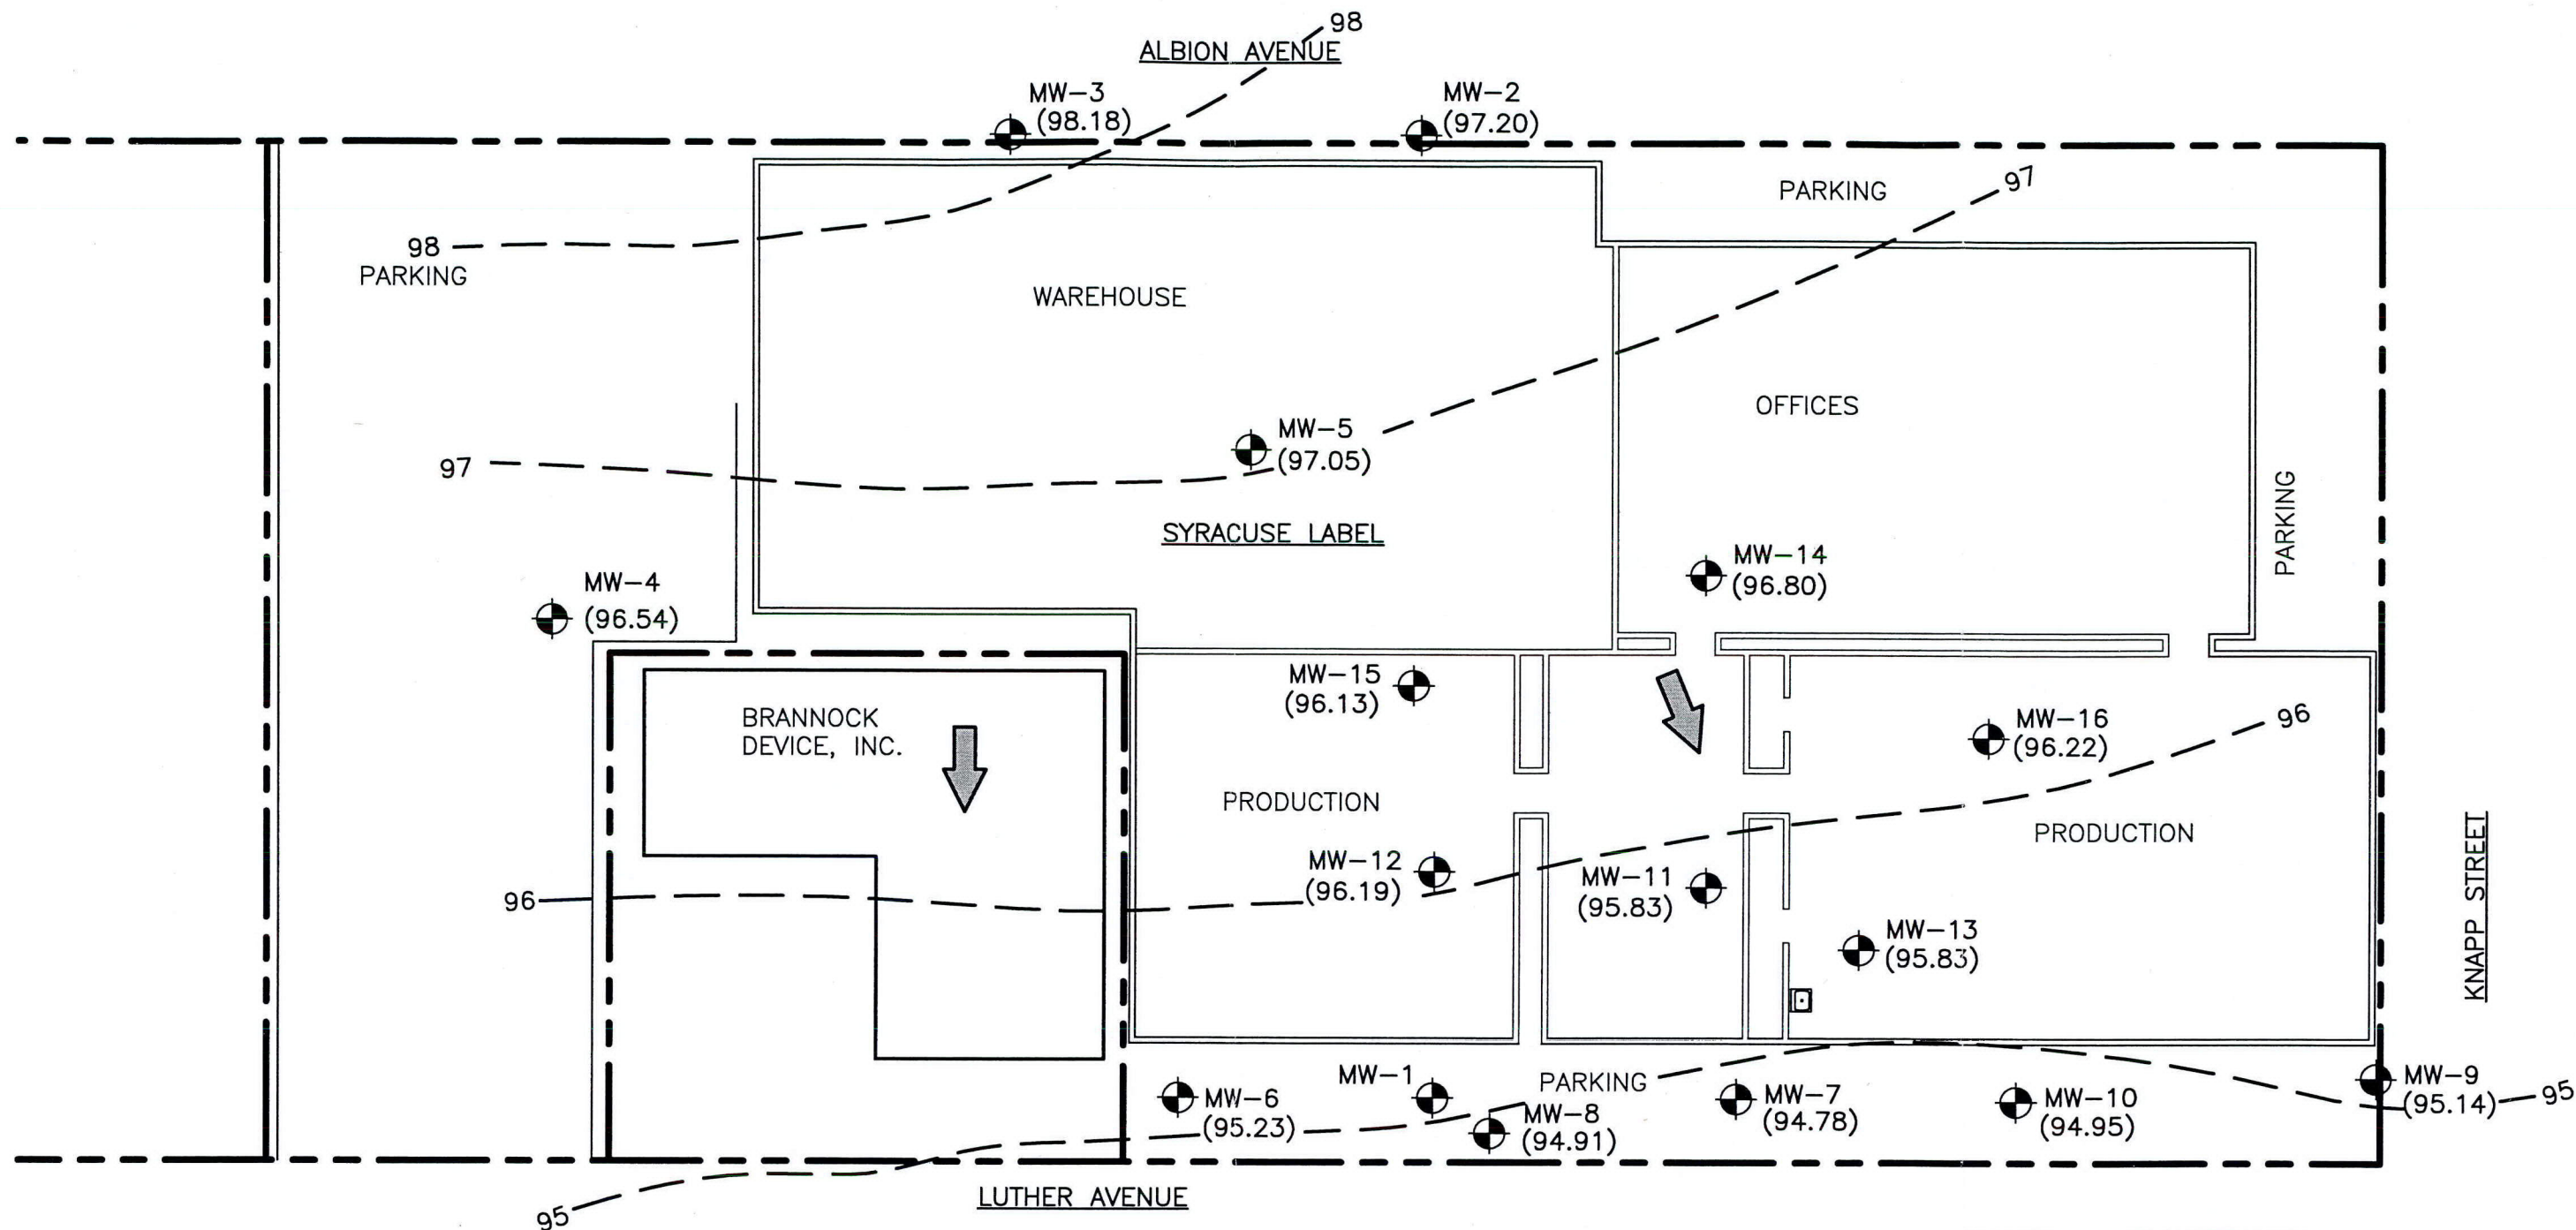 98
ALBION AVENUE
MW-3
(98.18)
MW-2
(97.20)
97
PARKING
98
PARKING
WAREHOUSE
OFFICES
MW-5
(97.05)
97
PARKING
SYRACUSE LABEL
MW-14
(96.80)
MW-4
(96.54)
MW-15
(96.13)
BRANNOCK
DEVICE, INC.
MW-16
(96.22)
96
PRODUCTION
PRODUCTION
MW-12
(96.19)
MW-11
(95.83)
96
MW-13
(95.83)
KNAPP STREET
MW-1
PARKING
MW-6
(95.23)
MW-8
(94.91)
MW-7
(94.78)
MW-10
(94.95)
MW-9
(95.14)
95
LUTHER AVENUE
95